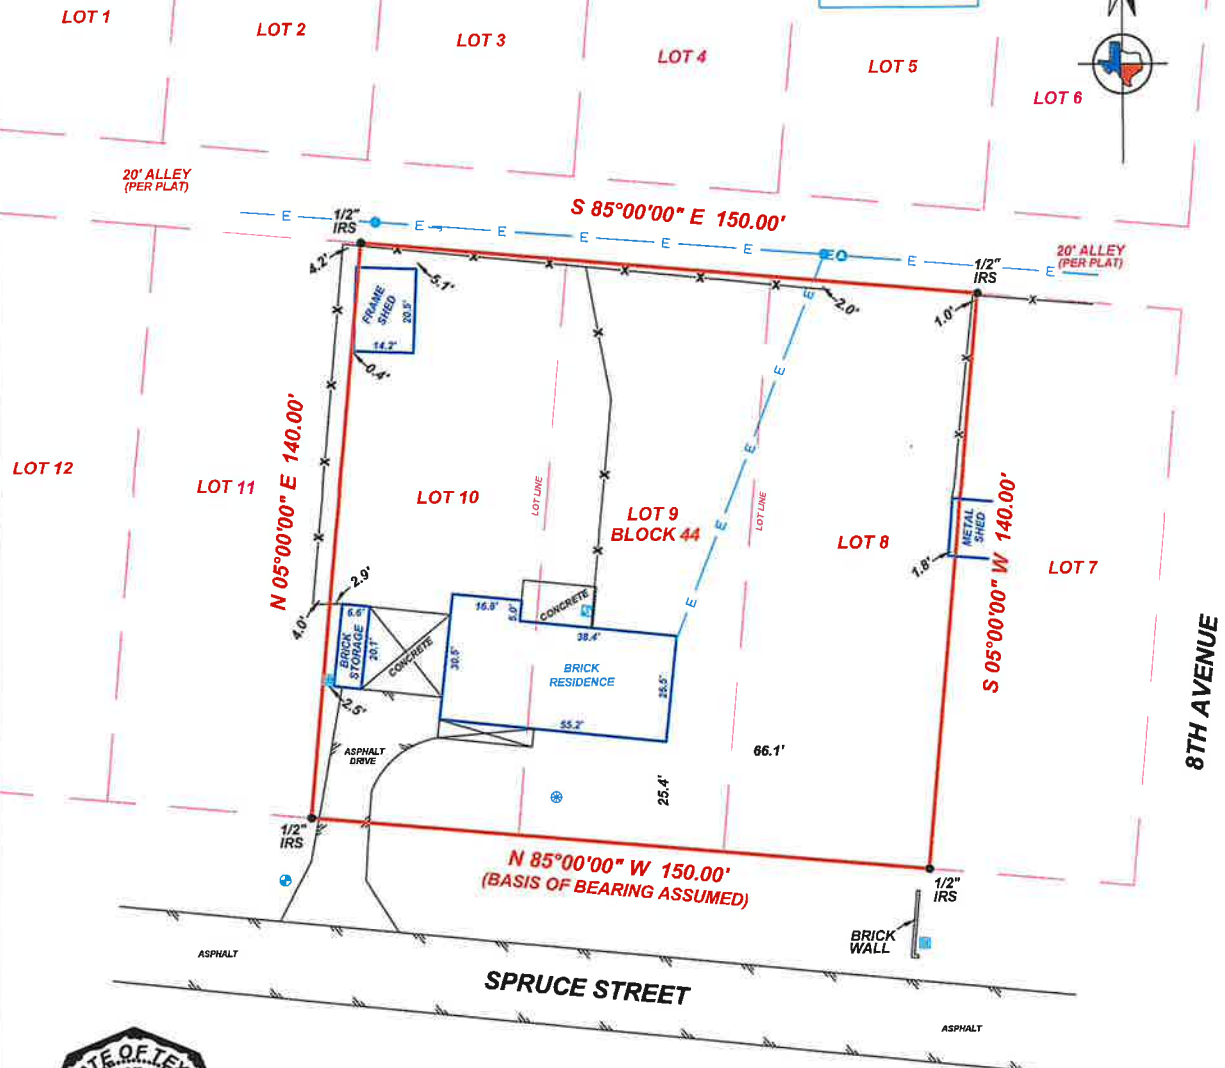 LOT 1
LOT 2
LOT 3
LOT 4
LOT 5
LOT 6
20' ALLEY
(PER PLAT)
S 85°00'00" E 150.00'
1/2"
IRS
E
E
E
E
E
E
E
E
E
20' ALLEY
(PER PLAT)
1/2"
IRS
4.2'
5.1'
2.0'
1.0'
FRAME
SHED
20.5'
14.2'
0.4'
E
E
E
E
E
N 05°00'00" E 140.00'
LOT 12
LOT 11
LOT 10
LOT LINE
LOT 9
BLOCK 44
LOT LINE
LOT 8
METAL
SHED
1.8'
S 05°00'00" W 140.00'
LOT 7
2.9'
4.0'
6.6'
BRICK
STORAGE
20.1'
CONCRETE
2.5'
16.8'
5.0'
CONCRETE
38.4'
30.5'
BRICK
RESIDENCE
25.5'
55.2'
ASPHALT
DRIVE
66.1'
25.4'
8TH AVENUE
1/2"
IRS
N 85°00'00" W 150.00'
(BASIS OF BEARING ASSUMED)
1/2"
IRS
BRICK
WALL
ASPHALT
SPRUCE STREET
ASPHALT